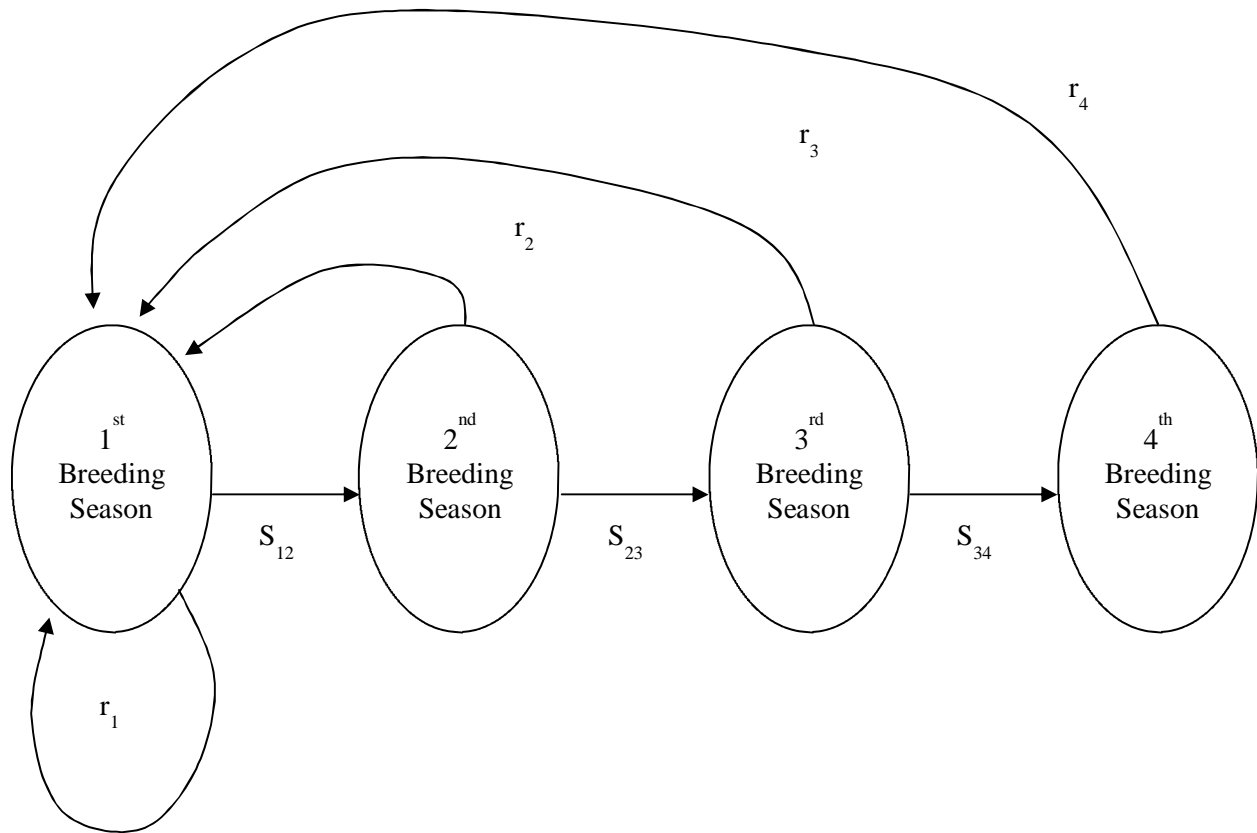 r₄
r₃
r₂
1ˢᵗ
Breeding
Season
2ⁿᵈ
Breeding
Season
3ʳᵈ
Breeding
Season
4ᵗʰ
Breeding
Season
S₁₂
S₂₃
S₃₄
r₁